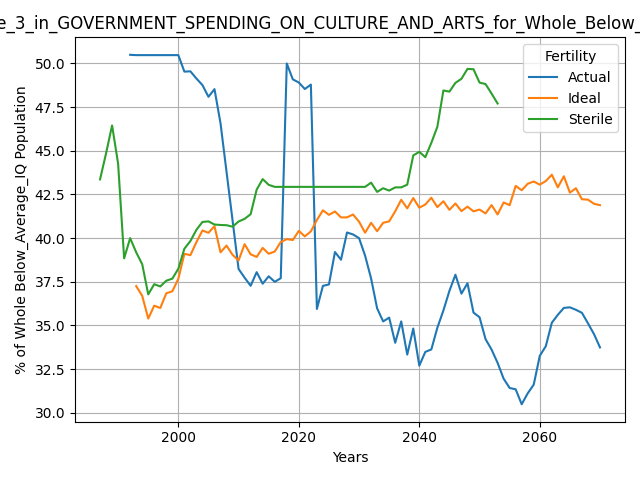 e_3_in_GOVERNMENT_SPENDING_ON_CULTURE_AND_ARTS_for_Whole_Below_
Fertility
Actual
Ideal
Sterile
% of Whole Below_Average_IQ Population
50.0
47.5
45.0
42.5
40.0
37.5
35.0
32.5
30.0
2000
2020
2040
2060
Years